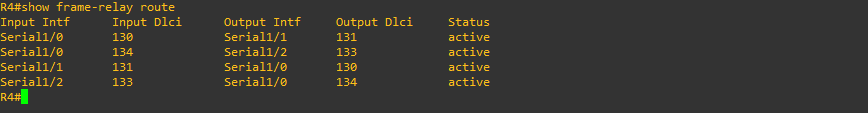 R4#show frame-relay route
Input Intf      Input Dlci      Output Intf     Output Dlci     Status
Serial1/0       130             Serial1/1       131             active
Serial1/0       134             Serial1/2       133             active
Serial1/1       131             Serial1/0       130             active
Serial1/2       133             Serial1/0       134             active
R4#